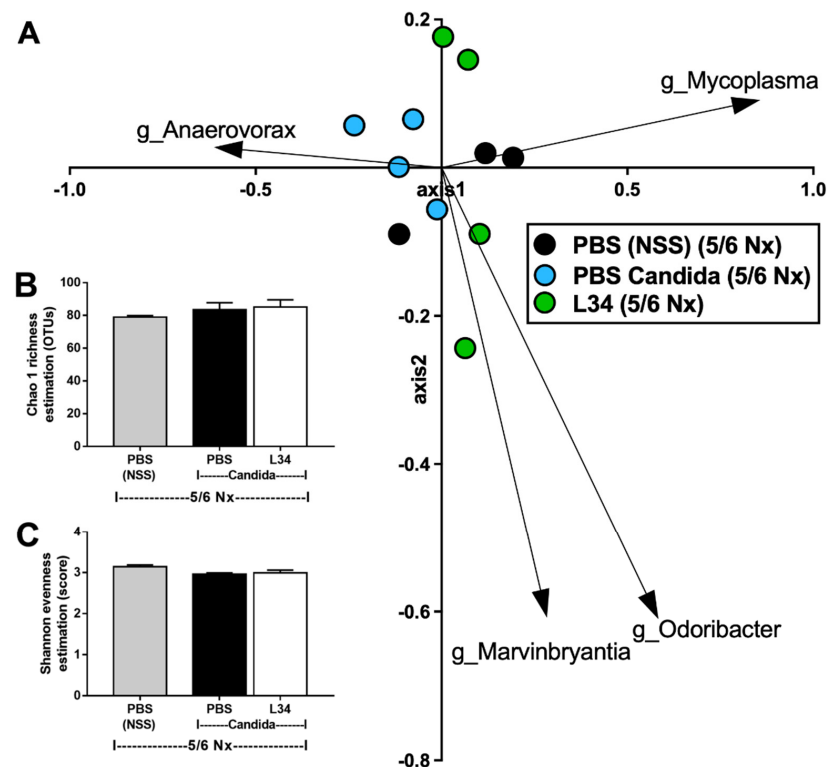 A
0.2
g_Mycoplasma
g_Anaerovorax
-1.0
-0.5
axis1
0.5
1.0
PBS (NSS) (5/6 Nx)
PBS Candida (5/6 Nx)
L34 (5/6 Nx)
-0.2
axis2
-0.4
-0.6
g_Odoribacter
g_Marvinbryantia
-0.8
B
Chao 1 richness
estimation (OTUs)
100
80
60
40
20
0
PBS
(NSS)
PBS
L34
I-------Candida-------I
I--------------5/6 Nx--------------I
C
Shannon evenness
estimation (score)
4
3
2
1
0
PBS
(NSS)
PBS
L34
I-------Candida-------I
I--------------5/6 Nx--------------I